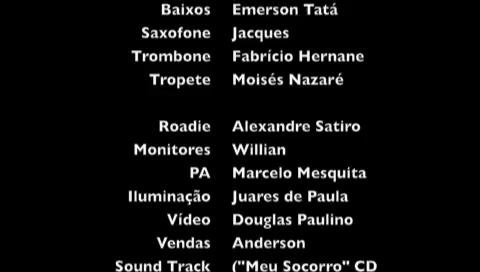 Baixos Emerson Tatá
Saxofone Jacques
Trombone Fabrício Hernane
Tropete Moisés Nazaré
Roadie Alexandre Satiro
Monitores Willian
PA Marcelo Mesquita
Iluminação Juares de Paula
Vídeo Douglas Paulino
Vendas Anderson
Sound Track ("Meu Socorro" CD